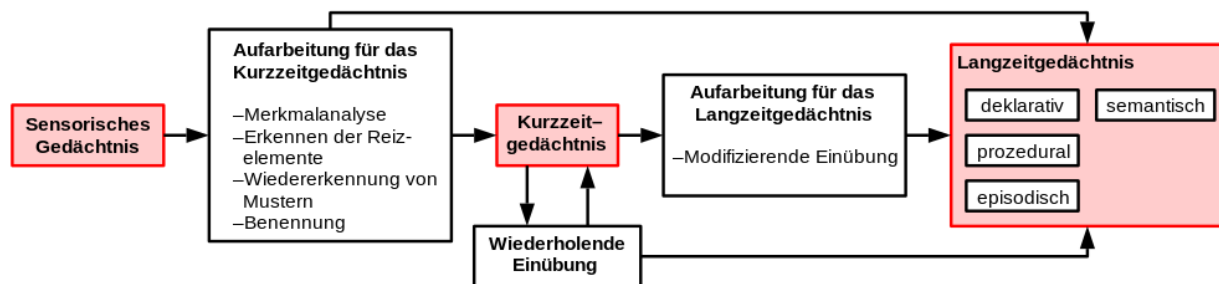 Sensorisches
Gedächtnis
Aufarbeitung für das
Kurzzeitgedächtnis
–Merkmalanalyse
–Erkennen der Reiz-
elemente
–Wiedererkennung von
Mustern
–Benennung
Kurzzeit–
gedächtnis
Wiederholende
Einübung
Aufarbeitung für das
Langzeitgedächtnis
–Modifizierende Einübung
Langzeitgedächtnis
deklarativ
semantisch
prozedural
episodisch